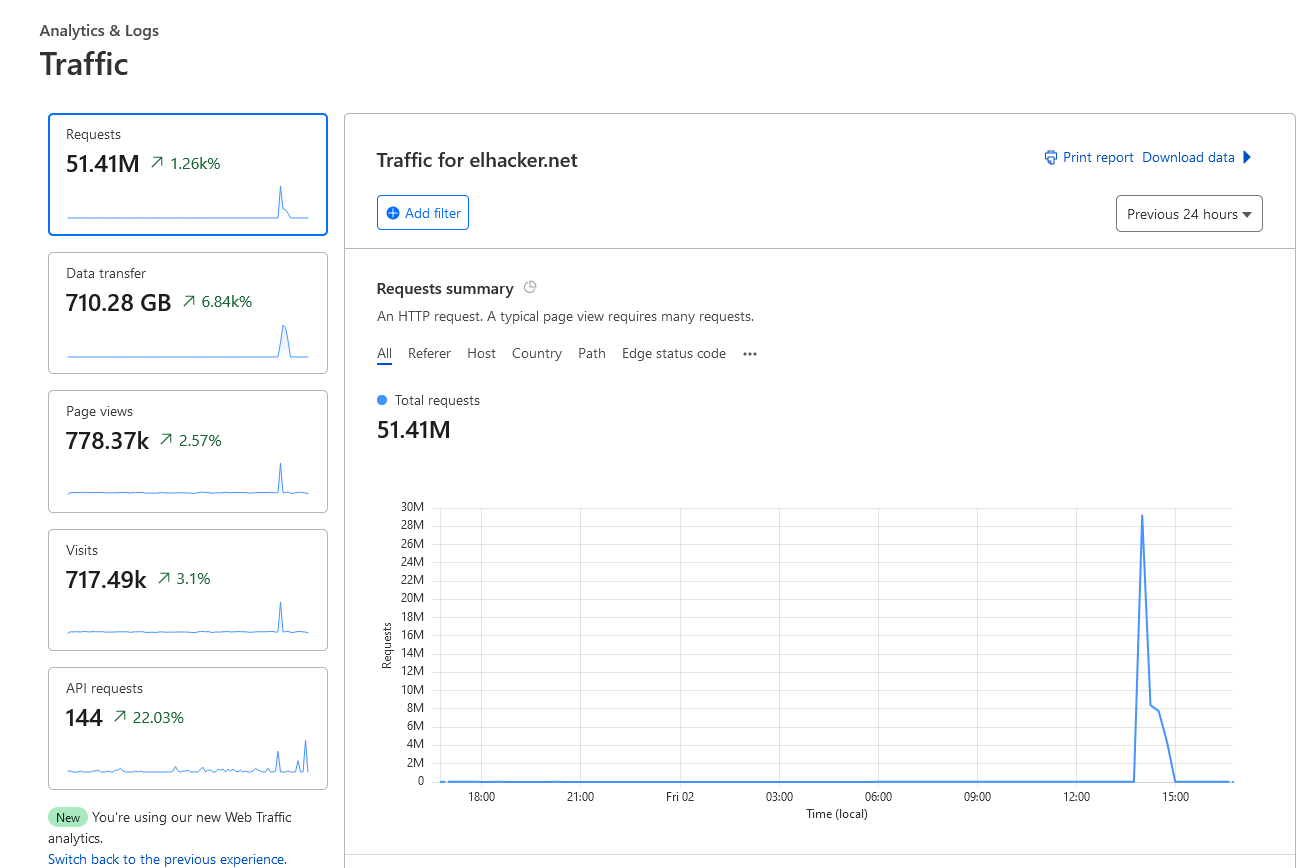 Analytics & Logs
Traffic
Requests
51.41M 1.26k%
Data transfer
710.28 GB 6.84k%
Page views
778.37k 2.57%
Visits
717.49k 3.1%
API requests
144 22.03%
New You're using our new Web Traffic
analytics.
Switch back to the previous experience.
Traffic for elhacker.net
Print report Download data
Add filter
Previous 24 hours
Requests summary
An HTTP request. A typical page view requires many requests.
All Referer Host Country Path Edge status code •••
Total requests
51.41M
30M
28M
26M
24M
22M
20M
18M
16M
14M
12M
10M
8M
6M
4M
2M
0
Requests
18:00 21:00 Fri 02 03:00 06:00 09:00 12:00 15:00
Time (local)